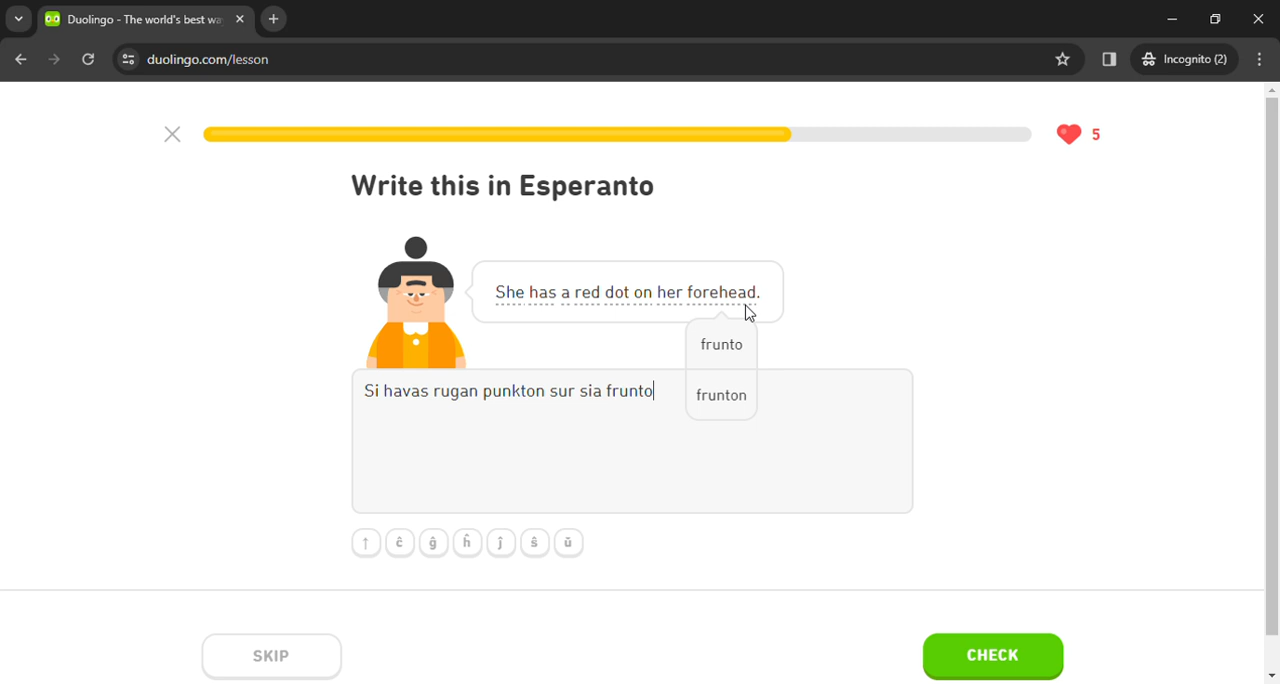 Duolingo - The world's best wa
duolingo.com/lesson
Incognito (2)
5
Write this in Esperanto
She has a red dot on her forehead.
frunto
frunton
Si havas rugan punkton sur sia frunto
↑ ĉ ĝ ĥ ĵ ŝ ŭ
SKIP
CHECK